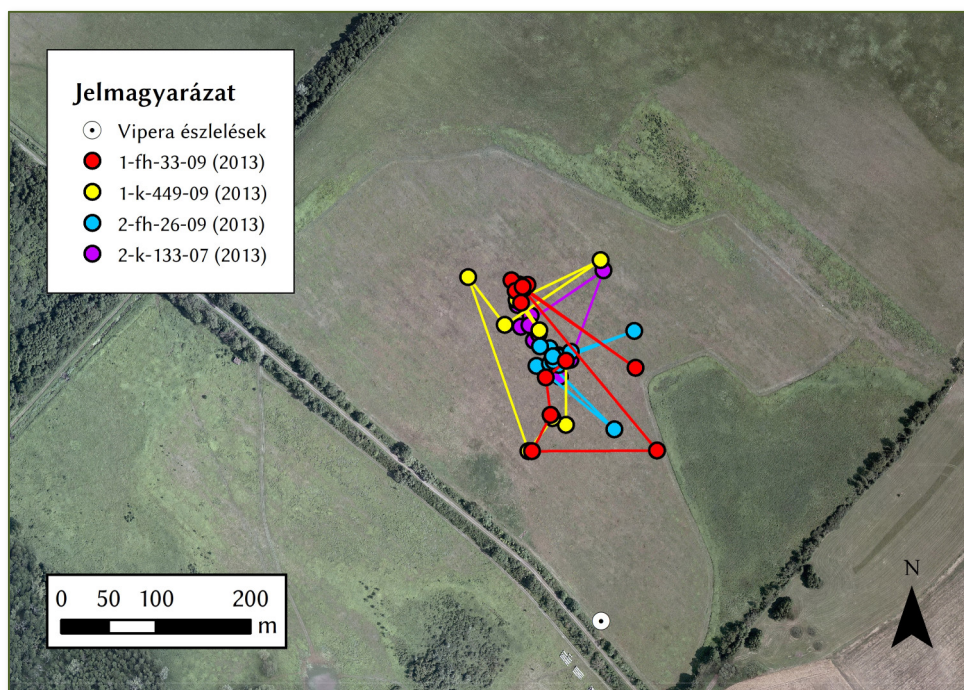 Jelmagyarázat
Vipera észlelések
1-fh-33-09 (2013)
1-k-449-09 (2013)
2-fh-26-09 (2013)
2-k-133-07 (2013)
0 50 100 200
m
N